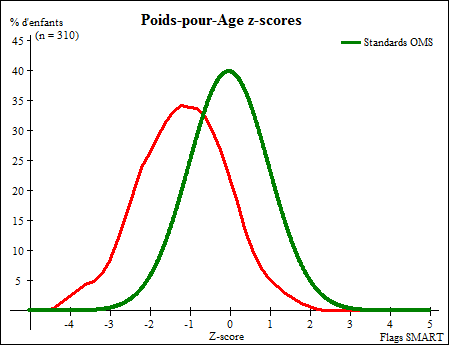 Poids-pour-Age z-scores
% d'enfants
(n = 310)
Standards OMS
45
40
35
30
25
20
15
10
5
-4 -3 -2 -1 0 1 2 3 4 5
Z-score
Flags SMART